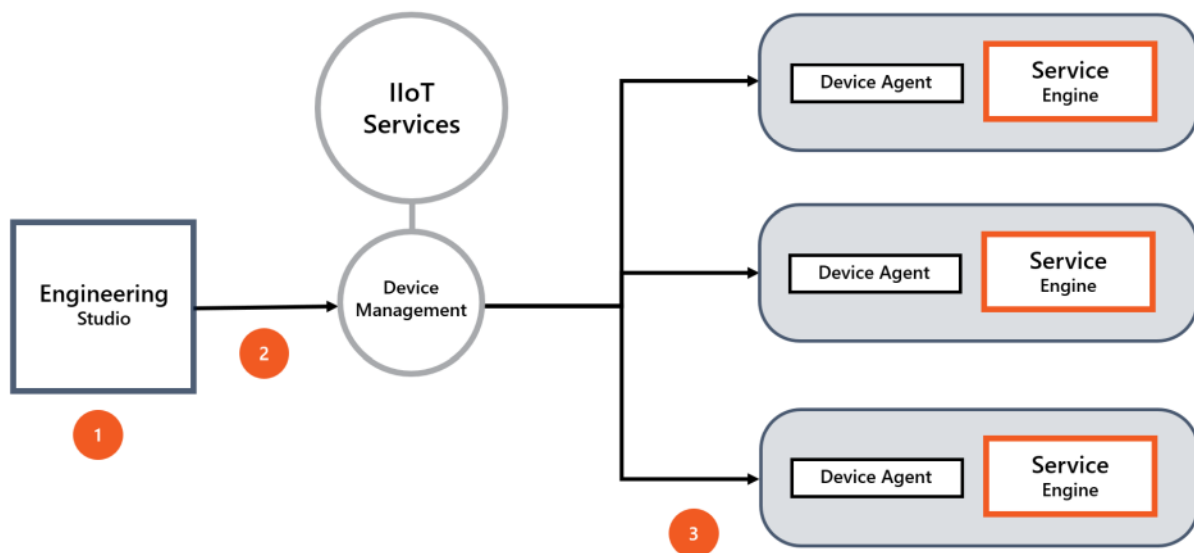 IIoT
Services
Engineering
Studio
1
2
Device
Management
Device Agent
Service
Engine
Device Agent
Service
Engine
Device Agent
Service
Engine
3